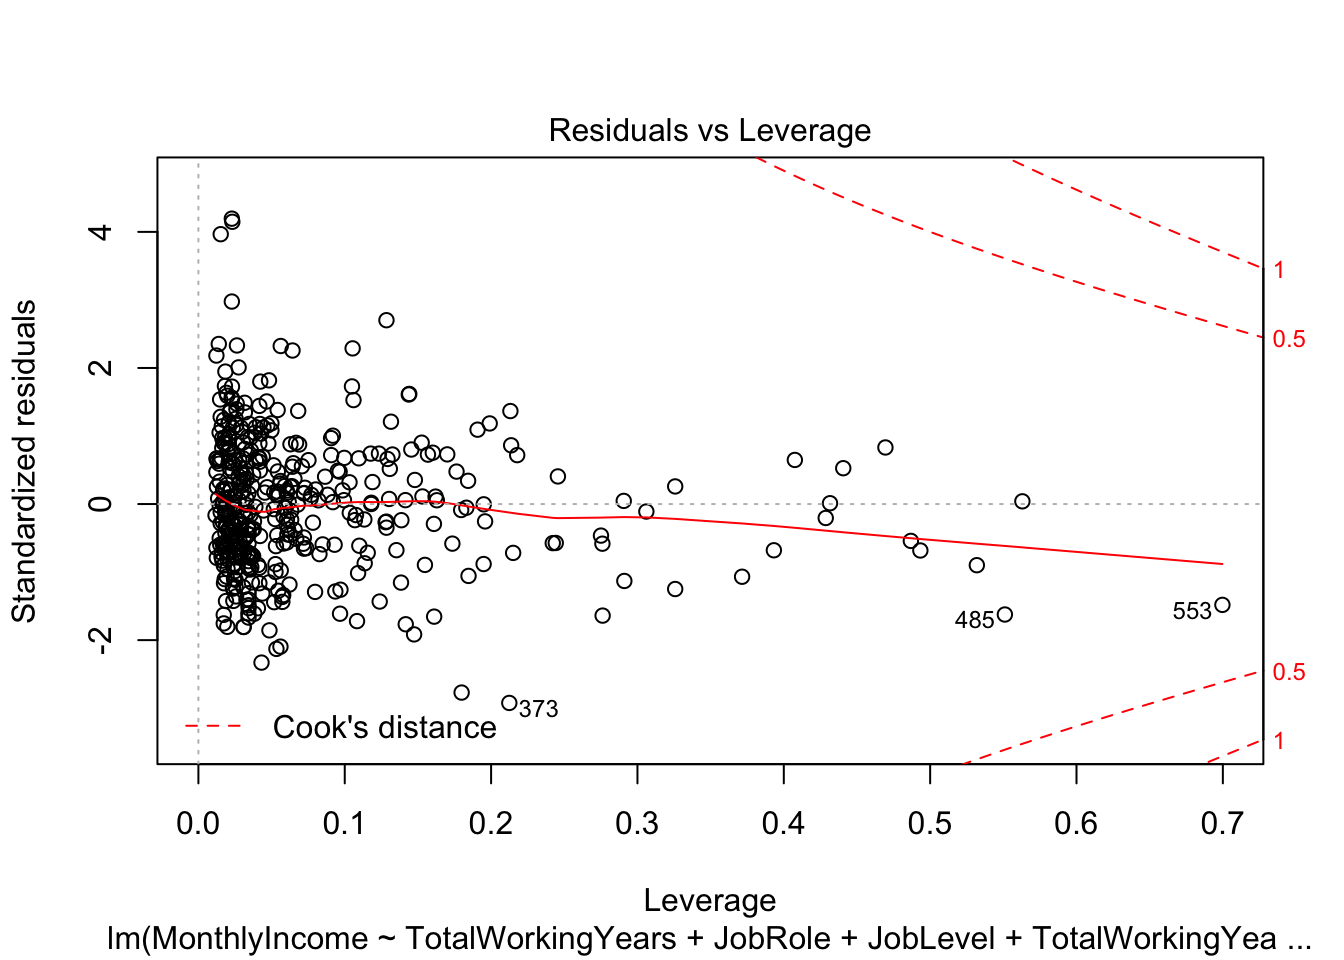 Residuals vs Leverage
Standardized residuals
4
2
0
-2
1
0.5
0.5
1
485
553
373
Cook's distance
0.0 0.1 0.2 0.3 0.4 0.5 0.6 0.7
Leverage
lm(MonthlyIncome ~ TotalWorkingYears + JobRole + JobLevel + TotalWorkingYea ...